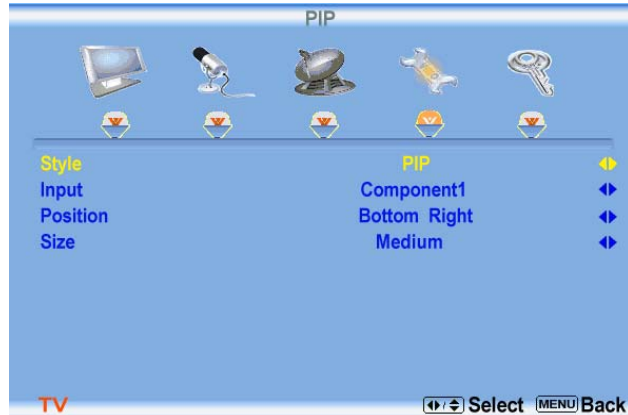 PIP
Style PIP
Input Component1
Position Bottom Right
Size Medium
TV Select MENU Back